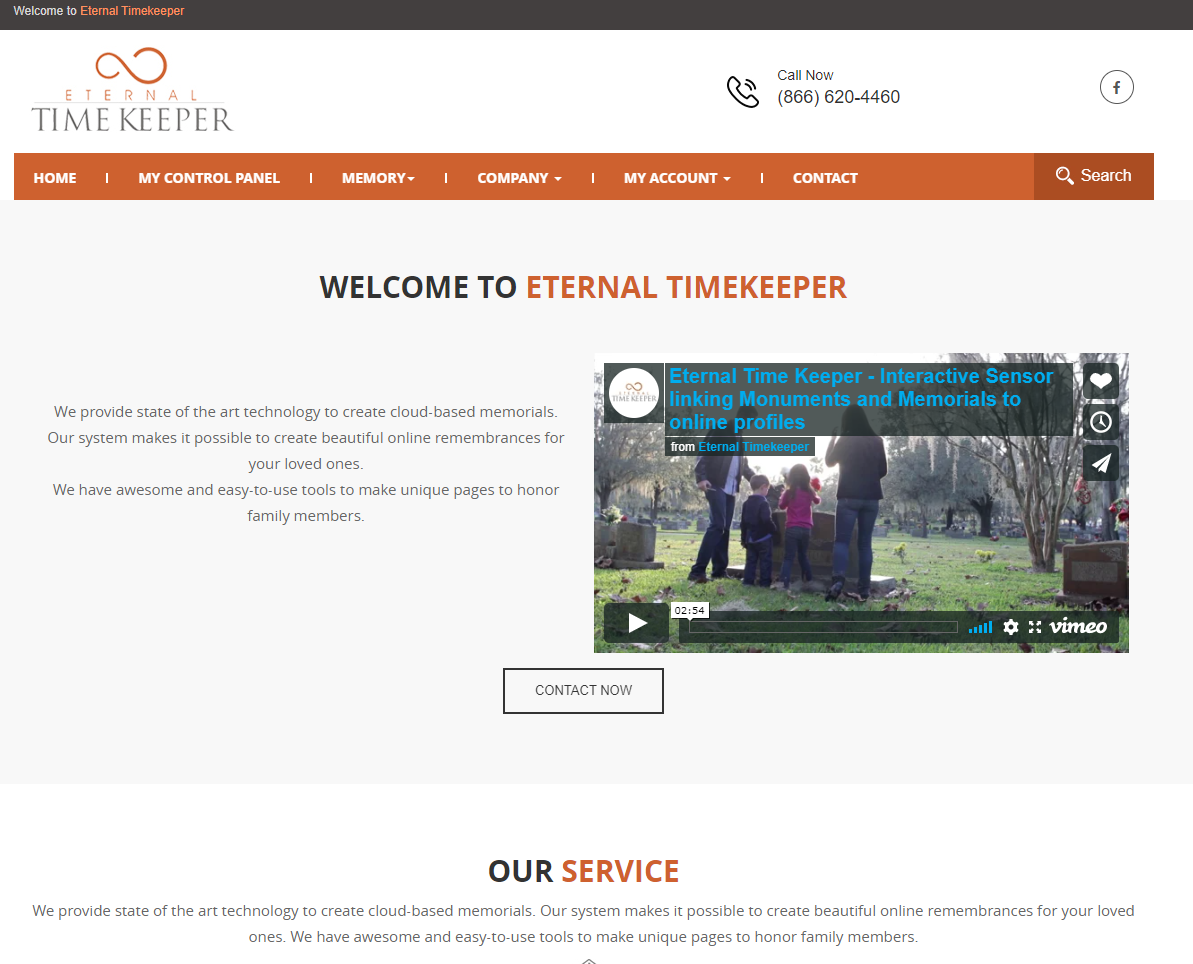 Welcome to Eternal Timekeeper
ETERNAL
TIME KEEPER
Call Now
(866) 620-4460
f
HOME | MY CONTROL PANEL | MEMORY | COMPANY | MY ACCOUNT | CONTACT
Search
WELCOME TO ETERNAL TIMEKEEPER
We provide state of the art technology to create cloud-based memorials.
Our system makes it possible to create beautiful online remembrances for
your loved ones.
We have awesome and easy-to-use tools to make unique pages to honor
family members.
ETERNAL
TIME KEEPER
Eternal Time Keeper - Interactive Sensor
linking Monuments and Memorials to
online profiles
from Eternal Timekeeper
02:54
vimeo
CONTACT NOW
OUR SERVICE
We provide state of the art technology to create cloud-based memorials. Our system makes it possible to create beautiful online remembrances for your loved
ones. We have awesome and easy-to-use tools to make unique pages to honor family members.